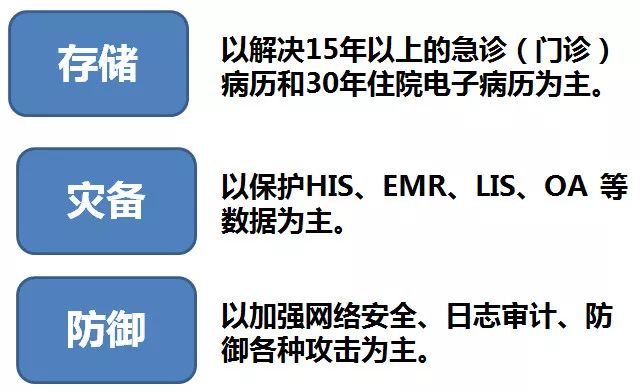 存储
以解决15年以上的急诊（门诊）
病历和30年住院电子病历为主。
灾备
以保护HIS、EMR、LIS、OA 等
数据为主。
防御
以加强网络安全、日志审计、防
御各种攻击为主。